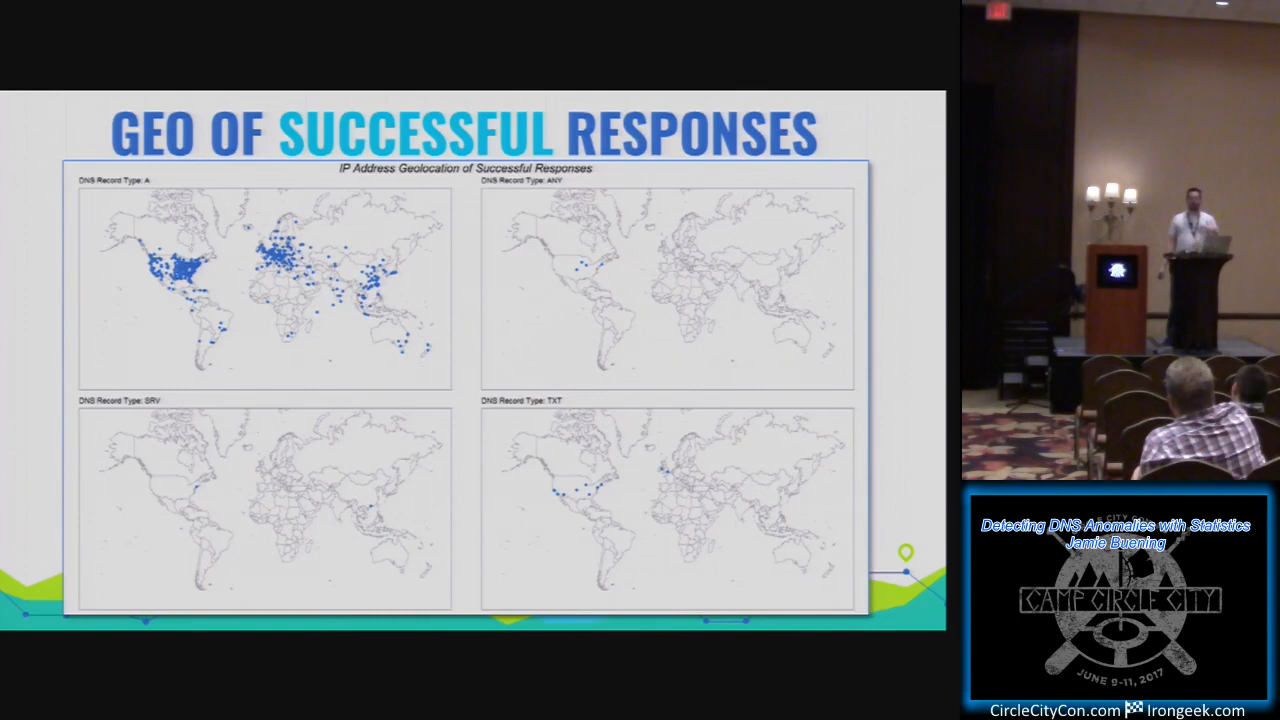 GEO OF SUCCESSFUL RESPONSES
IP Address Geolocation of Successful Responses
DNS Record Type: A
DNS Record Type: ANY
DNS Record Type: SRV
DNS Record Type: TXT
Detecting DNS Anomalies with Statistics
Jamie Buening
CAMP CIRCLE CITY
JUNE 9-11, 2017
CircleCityCon.com Irongeek.com